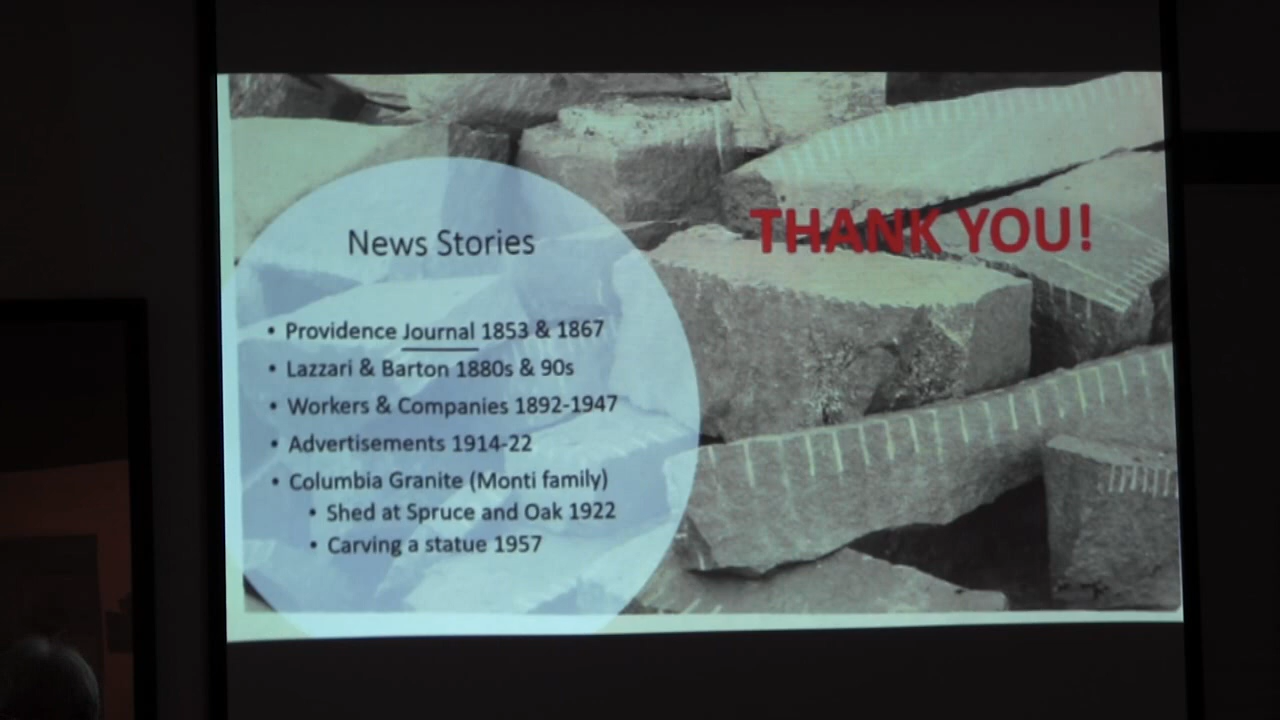 News Stories
• Providence Journal 1853 & 1867
• Lazzari & Barton 1880s & 90s
• Workers & Companies 1892-1947
• Advertisements 1914-22
• Columbia Granite (Monti family)
• Shed at Spruce and Oak 1922
• Carving a statue 1957
THANK YOU!